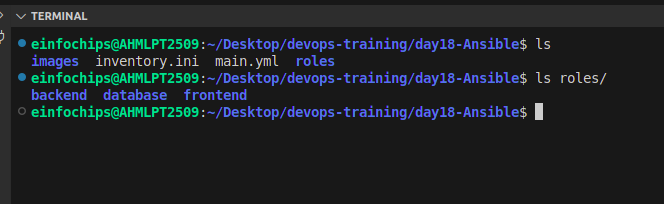 TERMINAL
einfochips@AHMLPT2509:~/Desktop/devops-training/day18-Ansible$ ls
images inventory.ini main.yml roles
einfochips@AHMLPT2509:~/Desktop/devops-training/day18-Ansible$ ls roles/
backend database frontend
einfochips@AHMLPT2509:~/Desktop/devops-training/day18-Ansible$